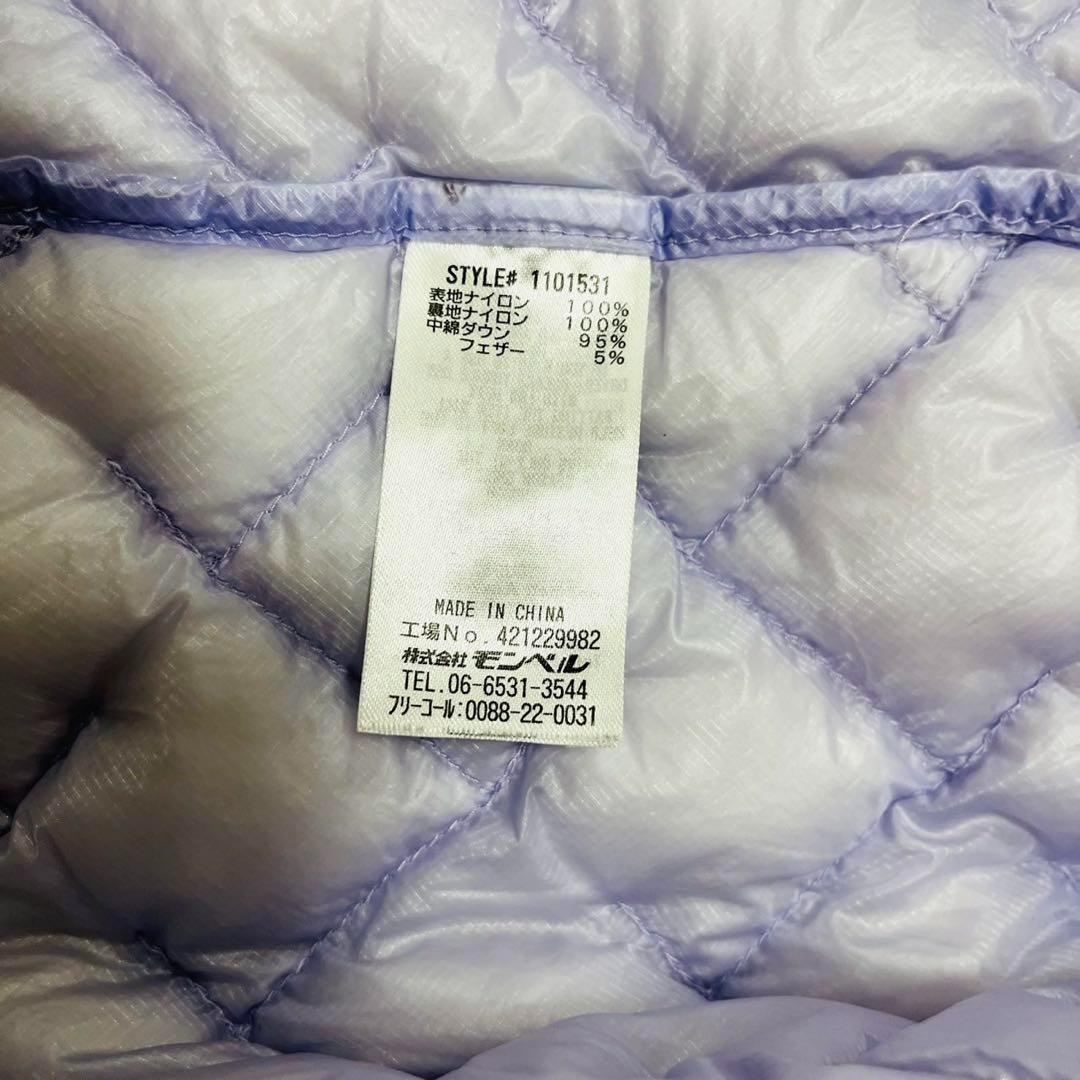 STYLE# 1101531
表地ナイロン 100%
裏地ナイロン 100%
中綿ダウン 95%
フェザー 5%
MADE IN CHINA
工場No. 421229982
株式会社 モンベル
TEL.06-6531-3544
フリーコール:0088-22-0031